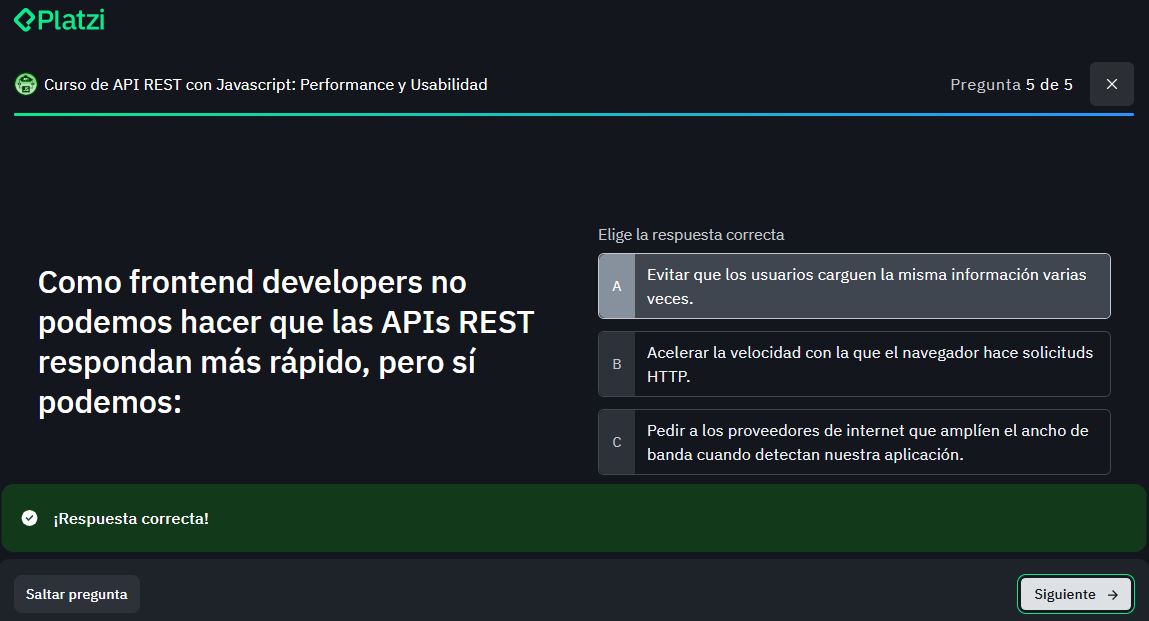 Platzi
Curso de API REST con Javascript: Performance y Usabilidad
Pregunta 5 de 5
Como frontend developers no
podemos hacer que las APIs REST
respondan más rápido, pero sí
podemos:
Elige la respuesta correcta
A
Evitar que los usuarios carguen la misma información varias
veces.
B
Acelerar la velocidad con la que el navegador hace solicituds
HTTP.
C
Pedir a los proveedores de internet que amplíen el ancho de
banda cuando detectan nuestra aplicación.
¡Respuesta correcta!
Saltar pregunta
Siguiente →